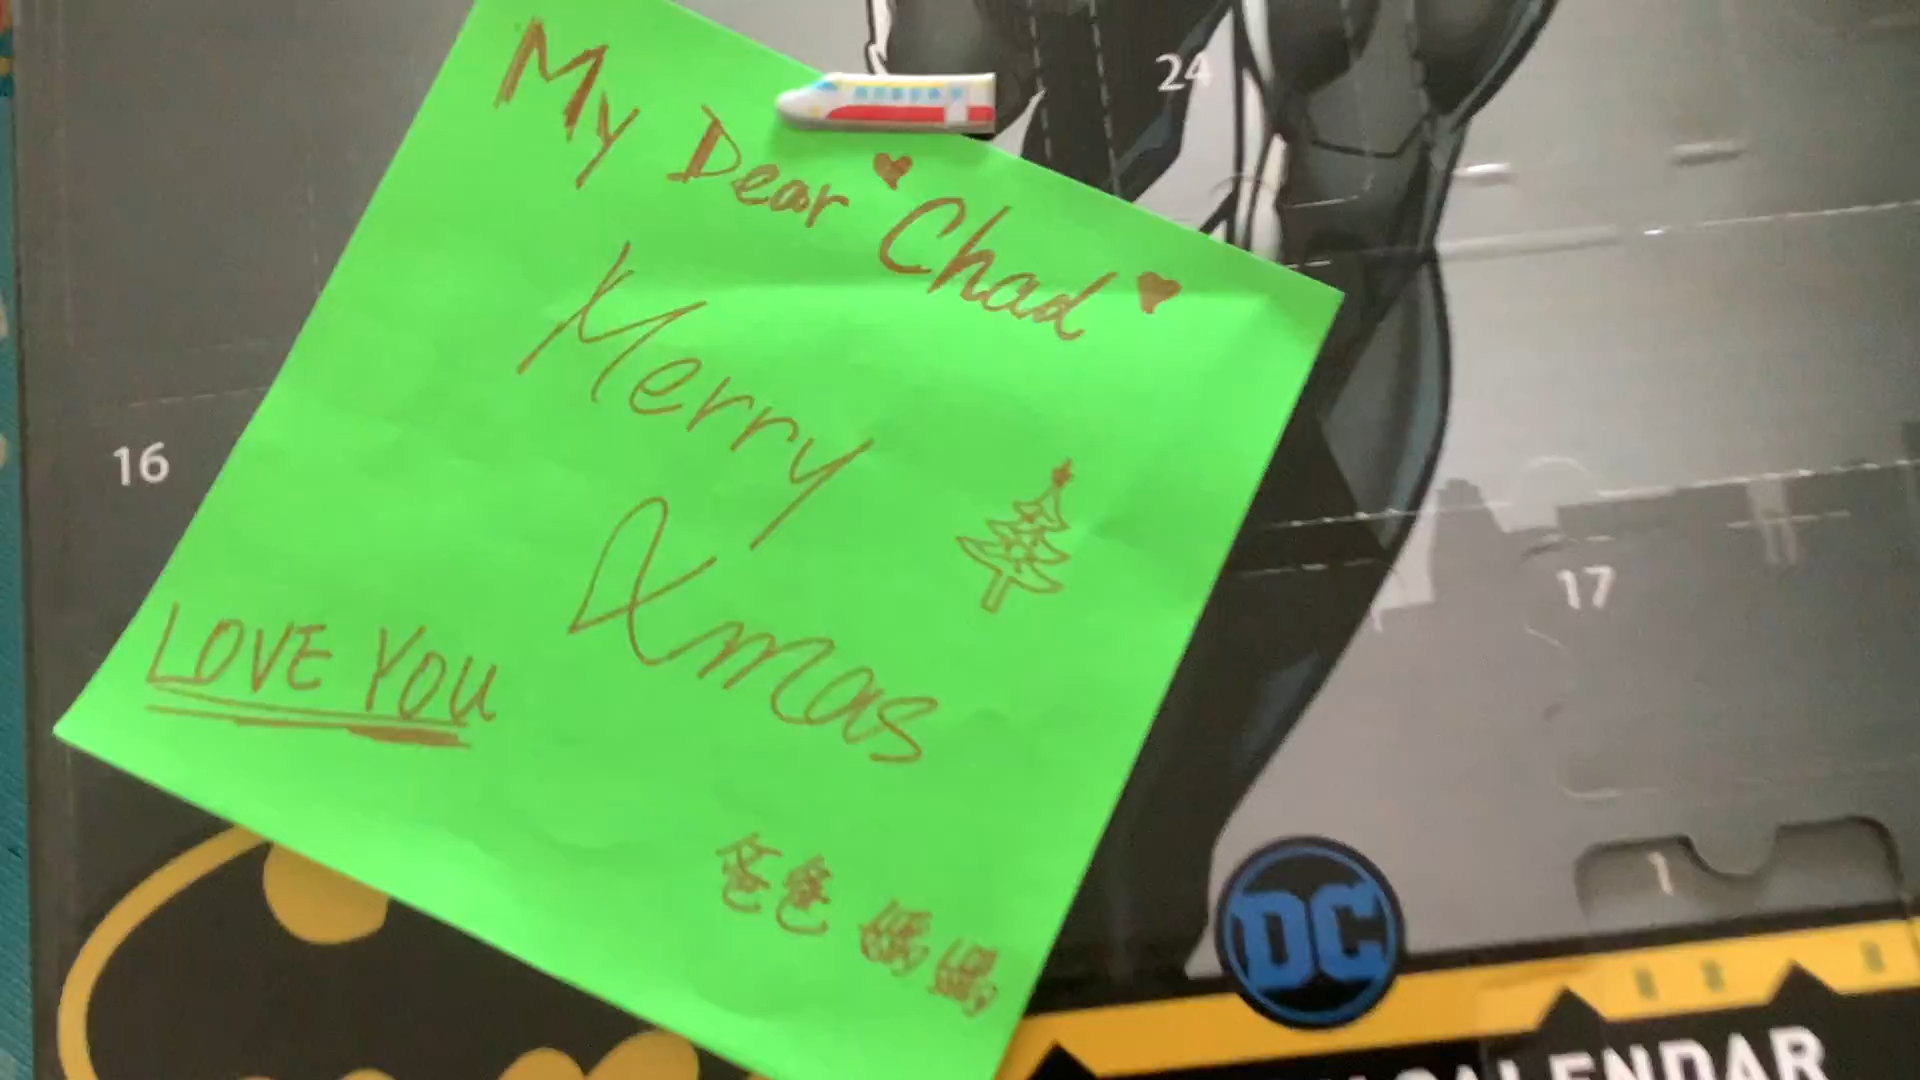 My Dear Chad
Merry
Xmas
LOVE YOU
爸爸 媽媽
24
16
17
1
DC
CALENDAR